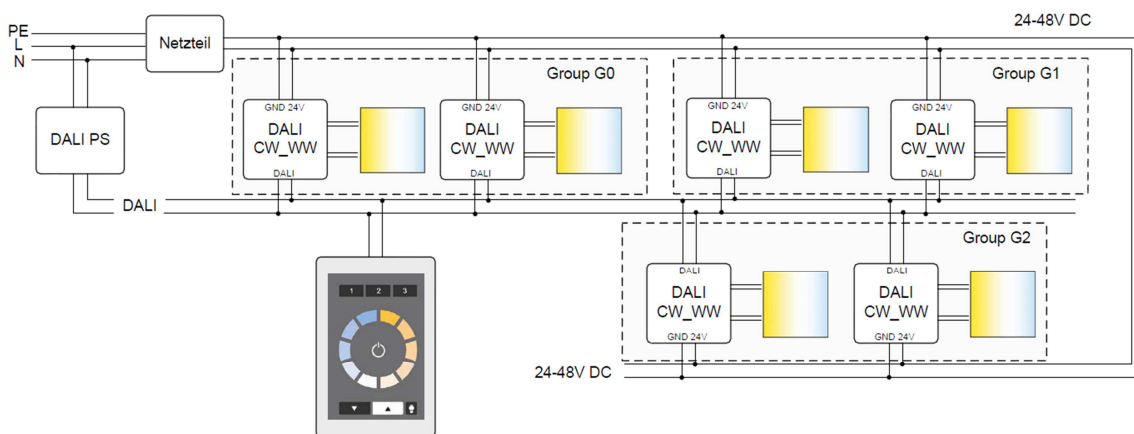 PE
L
N
Netzteil
24-48V DC
Group G0
Group G1
GND 24V
GND 24V
GND 24V
GND 24V
DALI PS
DALI
CW_WW
DALI
CW_WW
DALI
CW_WW
DALI
CW_WW
DALI
DALI
DALI
DALI
DALI
Group G2
DALI
DALI
DALI
CW_WW
DALI
CW_WW
GND 24V
GND 24V
1 2 3
24-48V DC